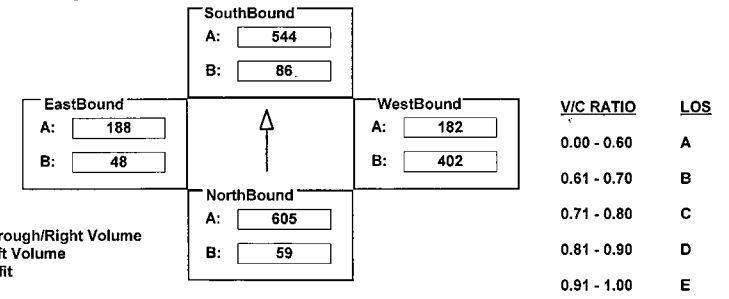 SouthBound
A: 544
B: 86
EastBound
A: 188
B: 48
WestBound
A: 182
B: 402
NorthBound
A: 605
B: 59
rough/Right Volume
ft Volume
fit
V/C RATIO LOS
0.00 - 0.60 A
0.61 - 0.70 B
0.71 - 0.80 C
0.81 - 0.90 D
0.91 - 1.00 E